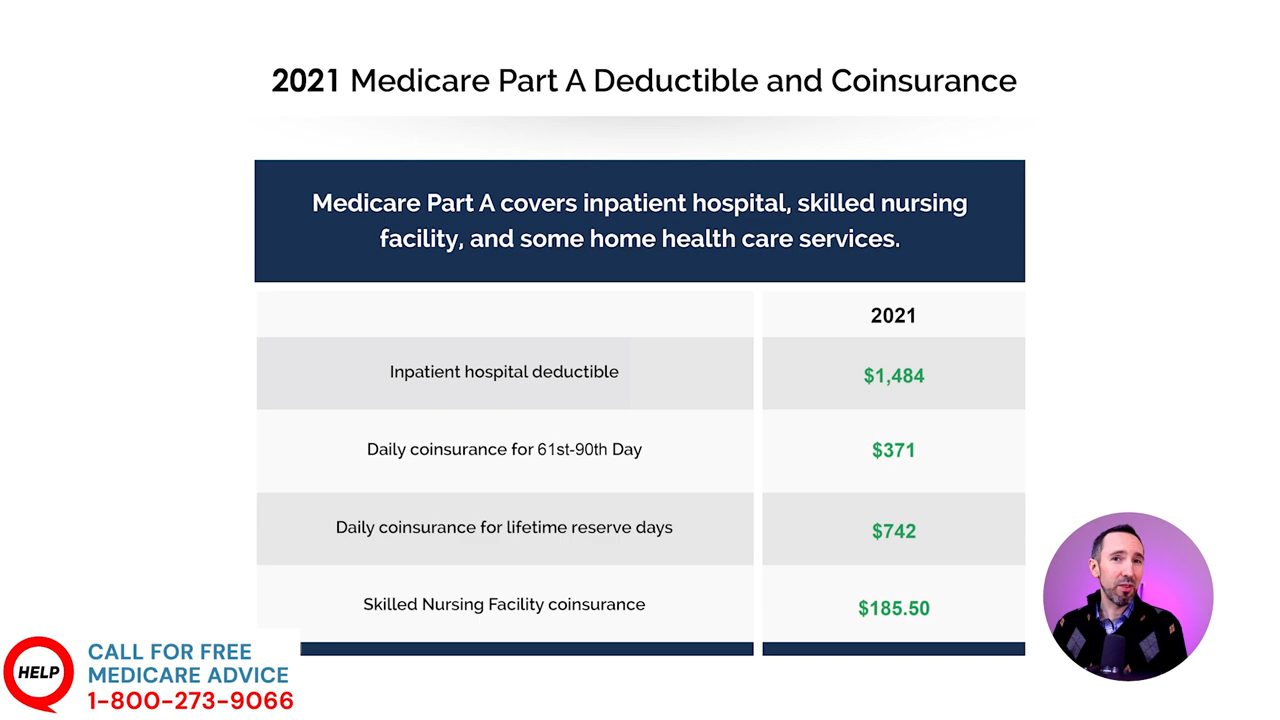 2021 Medicare Part A Deductible and Coinsurance
Medicare Part A covers inpatient hospital, skilled nursing
facility, and some home health care services.
2021
Inpatient hospital deductible
$1,484
Daily coinsurance for 61st-90th Day
$371
Daily coinsurance for lifetime reserve days
$742
Skilled Nursing Facility coinsurance
$185.50
HELP
CALL FOR FREE
MEDICARE ADVICE
1-800-273-9066